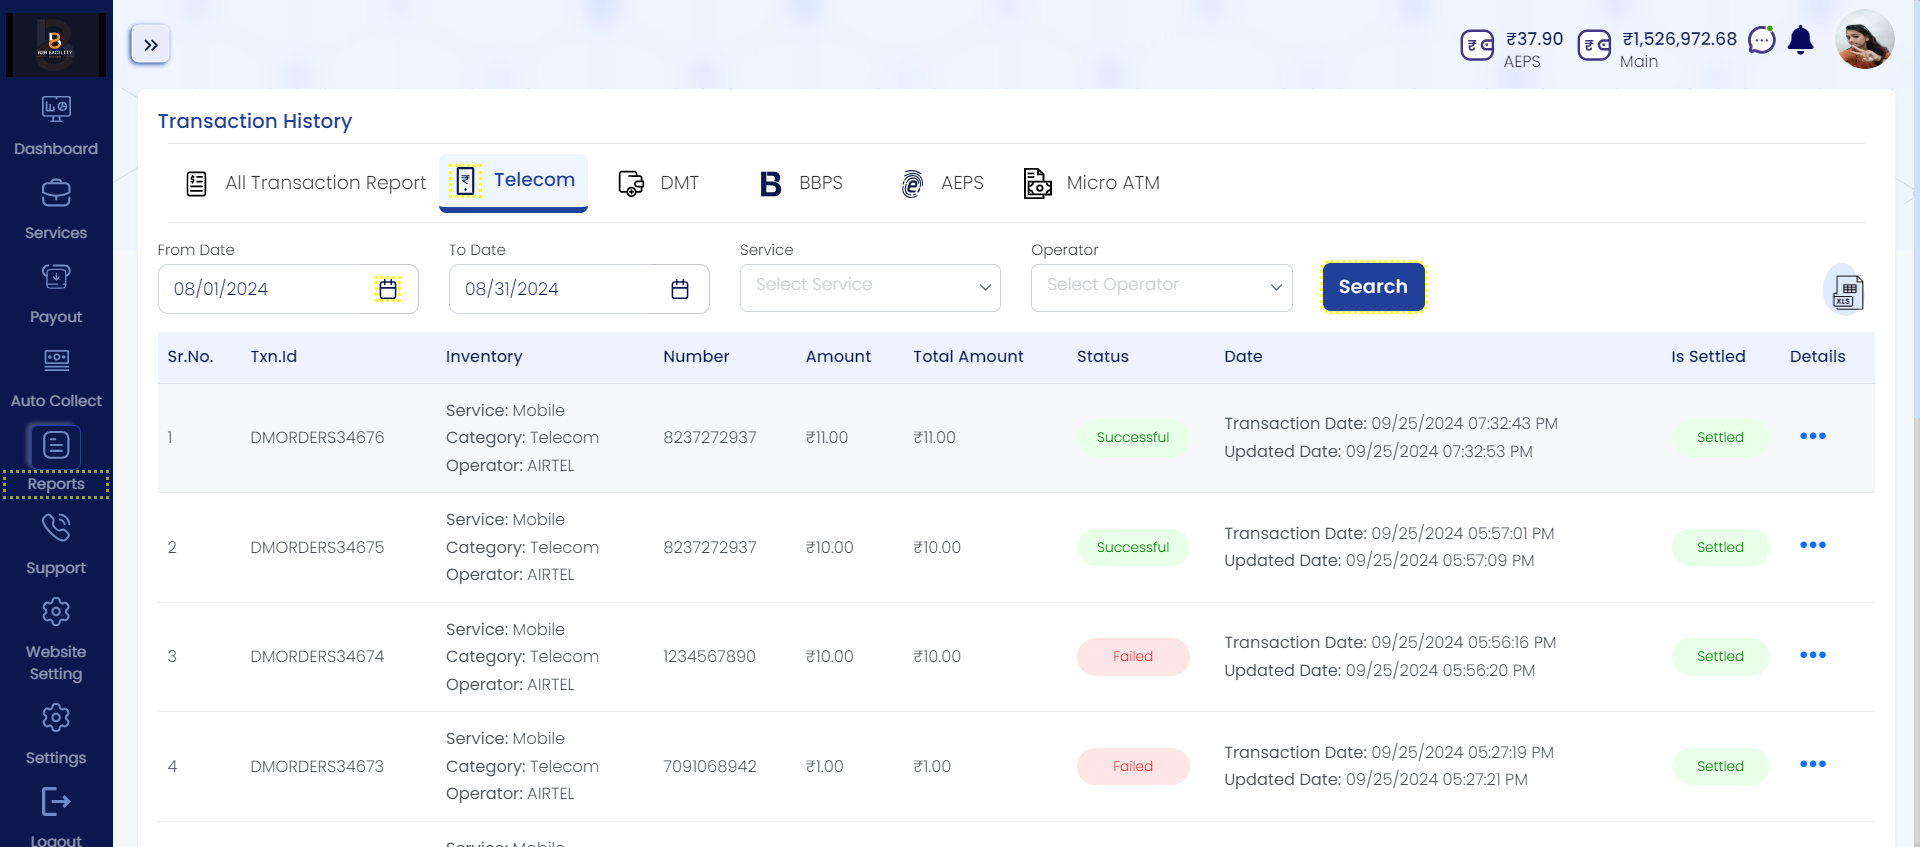 B2B FACILITY
₹37.90
AEPS
₹1,526,972.68
Main
Dashboard
Services
Payout
Auto Collect
Reports
Support
Website
Setting
Settings
Logout
Transaction History
All Transaction Report
Telecom
DMT
BBPS
AEPS
Micro ATM
From Date
To Date
Service
Operator
08/01/2024
08/31/2024
Select Service
Select Operator
Search
XLS
Sr.No. Txn.Id Inventory Number Amount Total Amount Status Date Is Settled Details
1 DMORDERS34676
Service: Mobile
Category: Telecom
Operator: AIRTEL
8237272937 ₹11.00 ₹11.00 Successful
Transaction Date: 09/25/2024 07:32:43 PM
Updated Date: 09/25/2024 07:32:53 PM
Settled
2 DMORDERS34675
Service: Mobile
Category: Telecom
Operator: AIRTEL
8237272937 ₹10.00 ₹10.00 Successful
Transaction Date: 09/25/2024 05:57:01 PM
Updated Date: 09/25/2024 05:57:09 PM
Settled
3 DMORDERS34674
Service: Mobile
Category: Telecom
Operator: AIRTEL
1234567890 ₹10.00 ₹10.00 Failed
Transaction Date: 09/25/2024 05:56:16 PM
Updated Date: 09/25/2024 05:56:20 PM
Settled
4 DMORDERS34673
Service: Mobile
Category: Telecom
Operator: AIRTEL
7091068942 ₹1.00 ₹1.00 Failed
Transaction Date: 09/25/2024 05:27:19 PM
Updated Date: 09/25/2024 05:27:21 PM
Settled
Service: Mobile